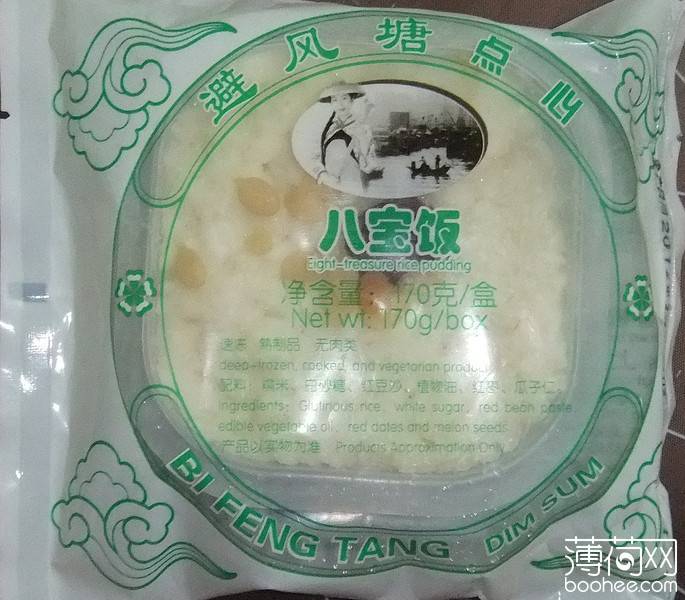 避风塘点心
八宝饭
Eight-treasure rice pudding
净含量: 170克/盒
Net wt: 170g/box
速冻 熟制品 无肉类
deep-frozen, cooked, and vegetarian product
配料: 糯米、白砂糖、红豆沙、植物油、红枣、瓜子仁。
Ingredients: Glutinous rice, white sugar, red bean paste,
edible vegetable oil, red dates and melon seeds.
产品以实物为准 Products Approximation Only
BI FENG TANG DIM SUM
薄荷网
boohee.com